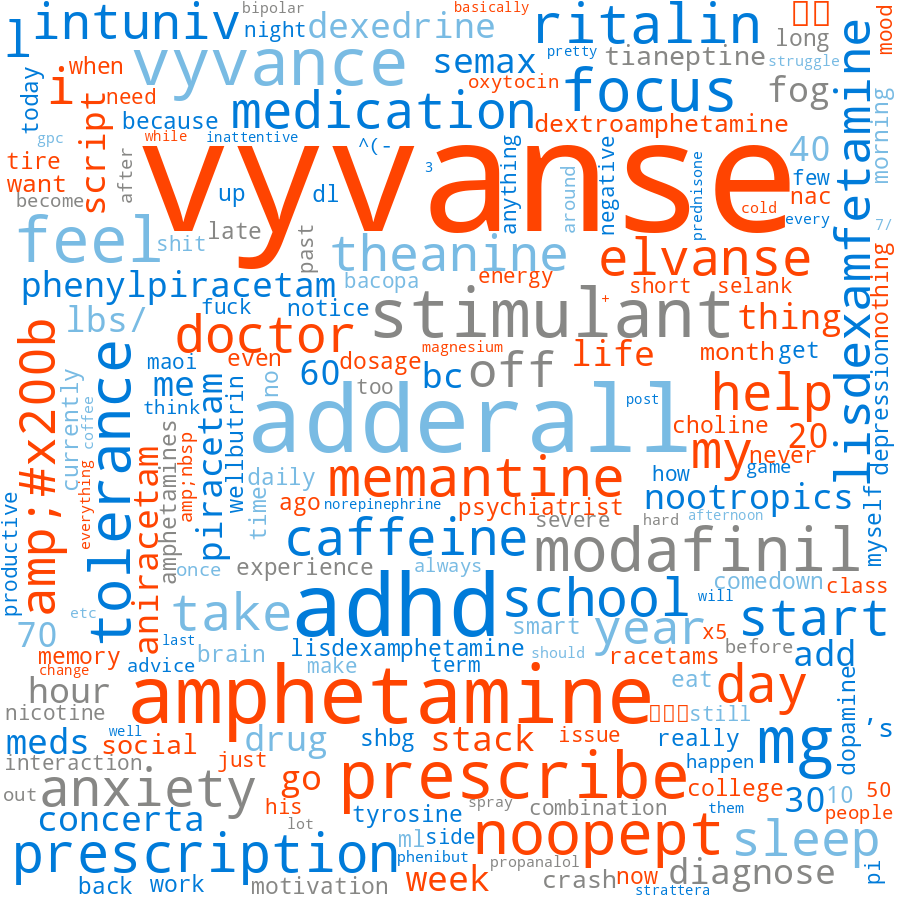 bipolar
basically
intuniv
night
dexedrine
ritalin
long
mood
l
vyvance
semax
tianeptine
pretty
struggle
when
oxytocin
focus
fog
i
need
today
script
medication
because
while
inattentive
dextroamphetamine
gpc
^(-
40
morning
tire
want
after
vyvanse
3
anything
around
negative
prednisone
few
nac
become
up
dl
cold
every
7/
feel
shit
late
past
theanine
elvanse
lisdexamfetamine
phenylpiracetam
bacopa
energy
short
selank
nothing
lbs/
fuck
notice
stimulant
+
thing
doctor
magnesium
life
month
get
depression
amp;#x200b
maoi
even
60
dosage
bc
off
tolerance
me
too
help
think
no
adderall
post
currently
coffee
piracetam
wellbutrin
choline
20
my
never
aniracetam
amphetamines
amp;nbsp
daily
memantine
how
game
everything
time
ago
norepinephrine
psychiatrist
nootropics
myself
productive
caffeine
severe
hard
afternoon
modafinil
once
experience
always
comedown
class
etc
take
adhd
school
will
start
70
smart
year
x5
last
lisdexamphetamine
should
before
add
memory
change
advice
brain
make
term
racetams
hour
amphetamine
eat
day
nicotine
still
dopamine
well
meds
social
drug
shbg
stack
issue
really
mg
’s
interaction
just
happen
anxiety
go
prescribe
college
30
10
50
out
his
spray
combination
them
people
concerta
lot
tyrosine
ml
side
noopept
sleep
prescription
phenibut
propanalol
diagnose
pi
back
work
motivation
week
crash
now
strattera